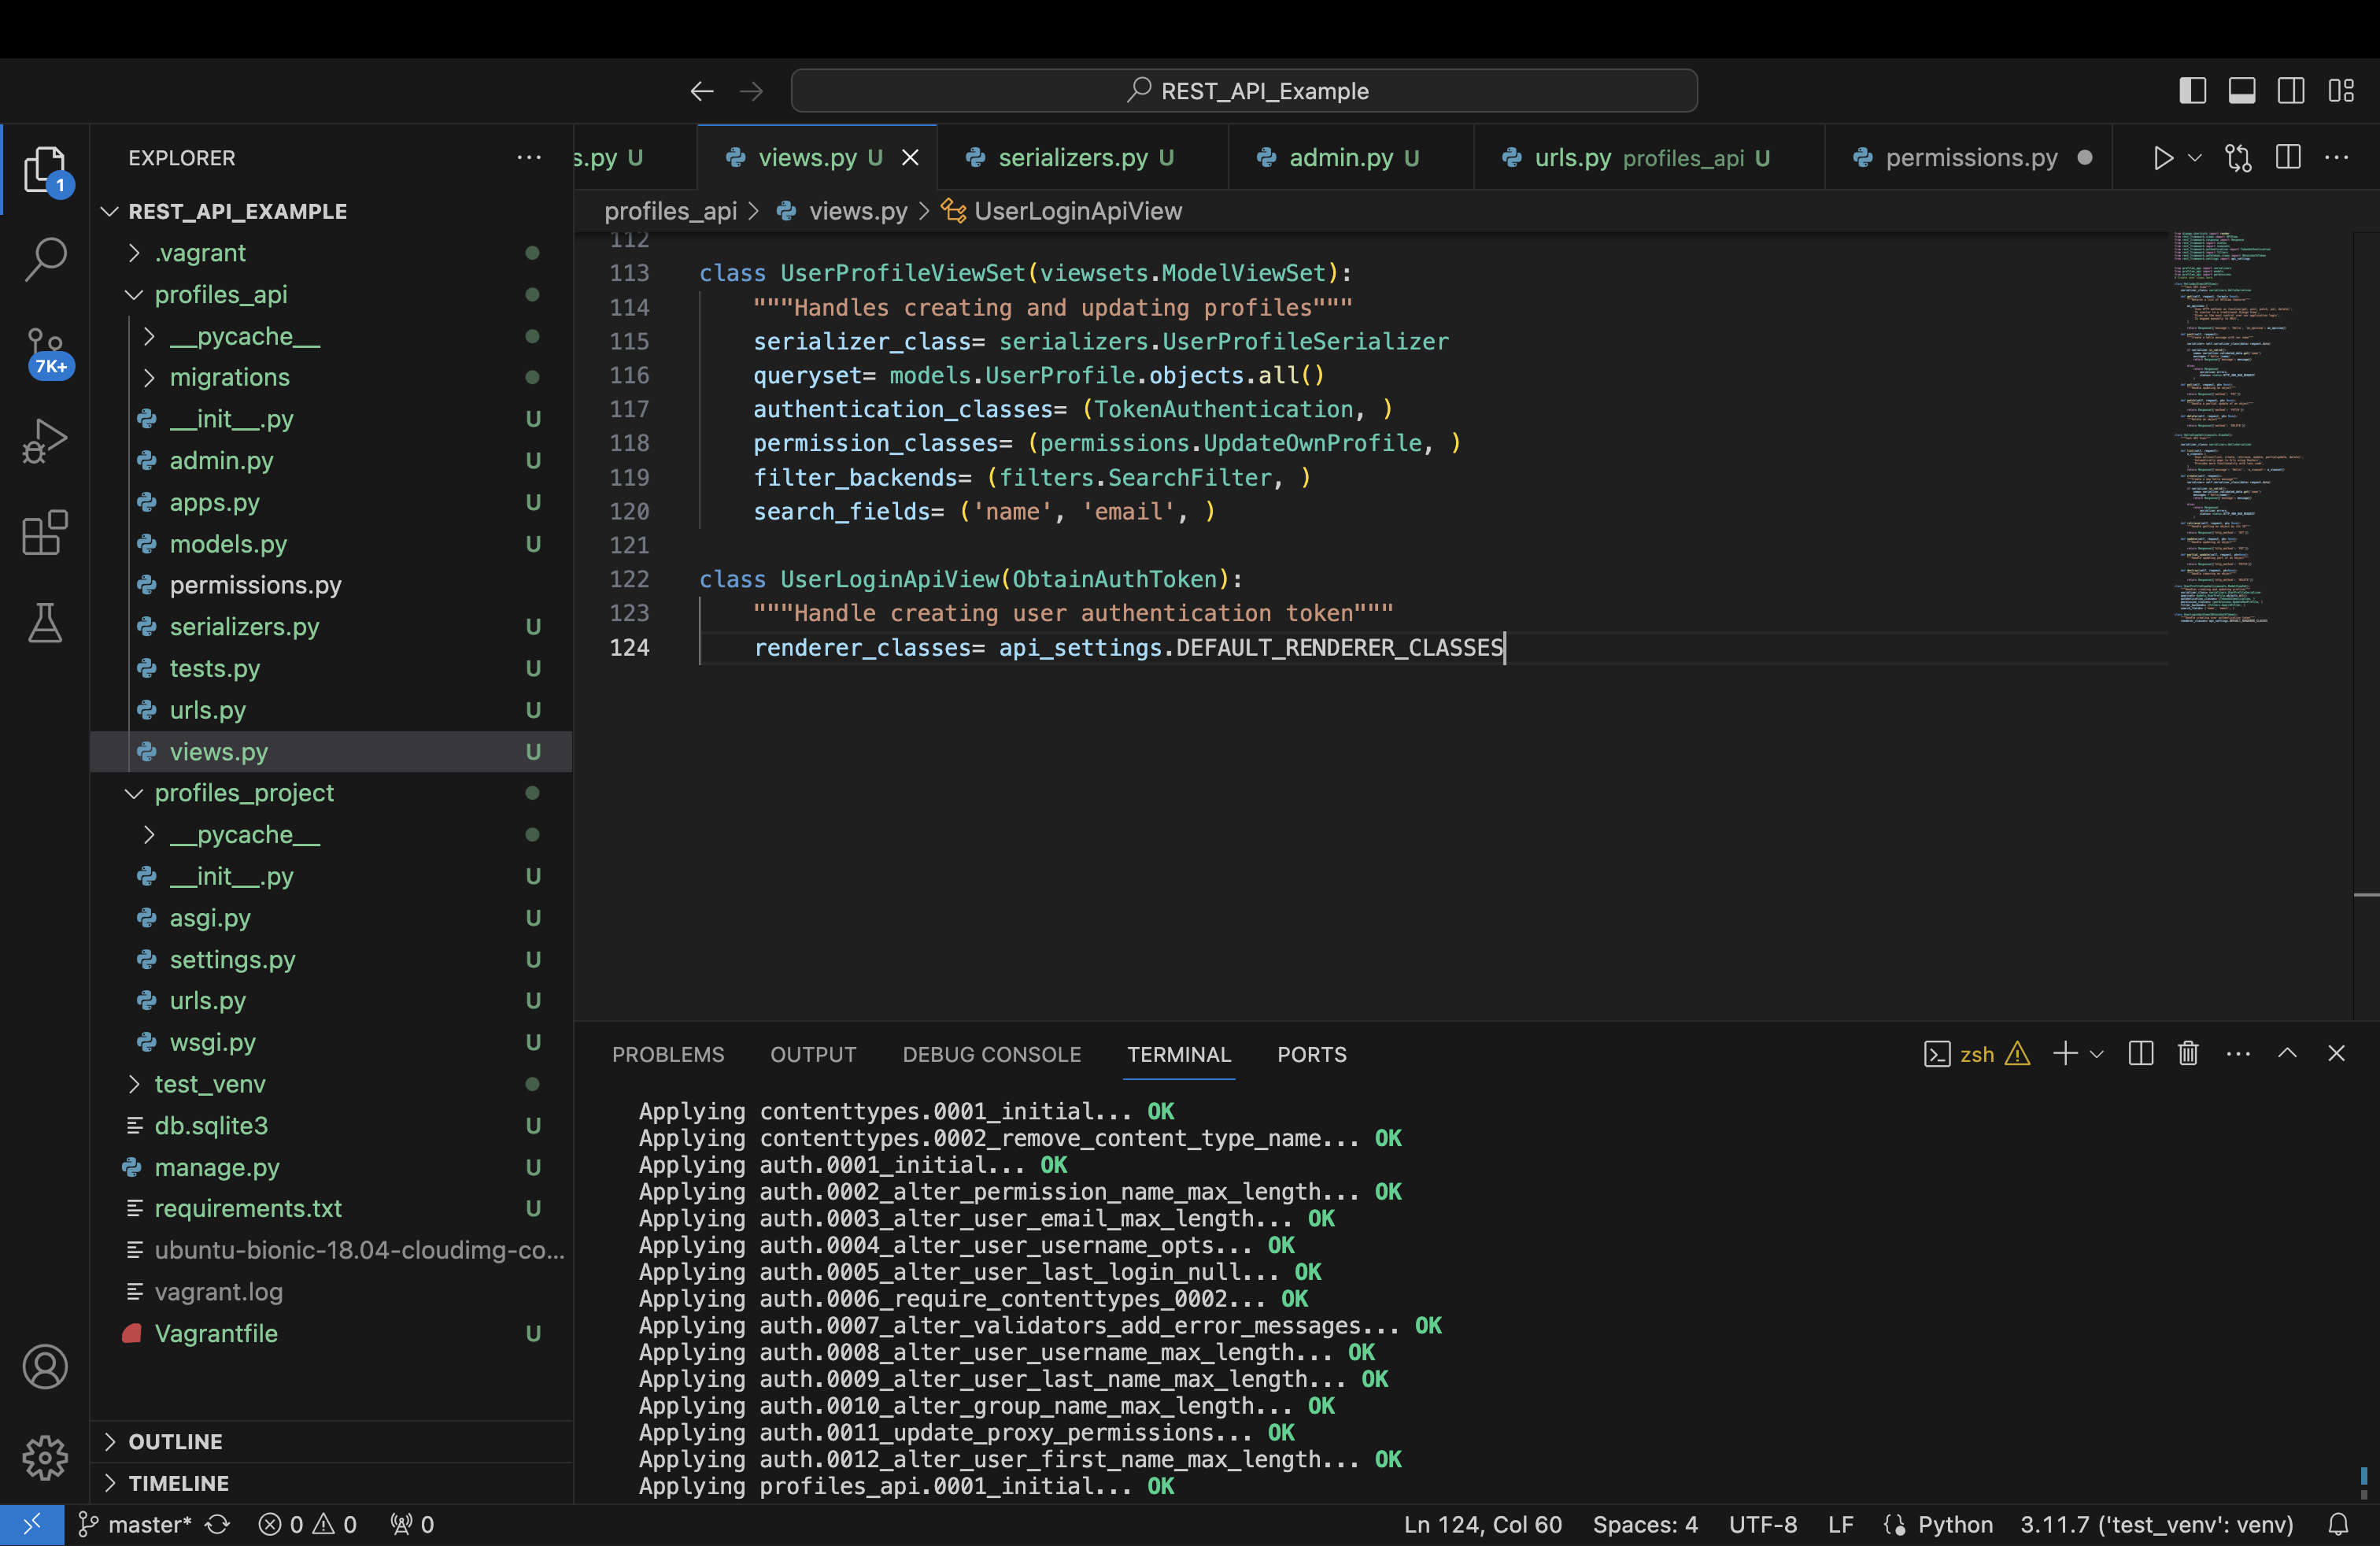 REST_API_Example
EXPLORER
1
7K+
REST_API_EXAMPLE
.vagrant
profiles_api
__pycache__
migrations
__init__.py U
admin.py U
apps.py U
models.py U
permissions.py
serializers.py U
tests.py U
urls.py U
views.py U
profiles_project
__pycache__
__init__.py U
asgi.py U
settings.py U
urls.py U
wsgi.py U
test_venv
db.sqlite3 U
manage.py U
requirements.txt U
ubuntu-bionic-18.04-cloudimg-co...
vagrant.log
Vagrantfile U
OUTLINE
TIMELINE
s.py U views.py U serializers.py U admin.py U urls.py profiles_api U permissions.py
profiles_api > views.py > UserLoginApiView
112
113 class UserProfileViewSet(viewsets.ModelViewSet):
114 """Handles creating and updating profiles"""
115 serializer_class= serializers.UserProfileSerializer
116 queryset= models.UserProfile.objects.all()
117 authentication_classes= (TokenAuthentication, )
118 permission_classes= (permissions.UpdateOwnProfile, )
119 filter_backends= (filters.SearchFilter, )
120 search_fields= ('name', 'email', )
121
122 class UserLoginApiView(ObtainAuthToken):
123 """Handle creating user authentication token"""
124 renderer_classes= api_settings.DEFAULT_RENDERER_CLASSES
PROBLEMS OUTPUT DEBUG CONSOLE TERMINAL PORTS zsh
Applying contenttypes.0001_initial... OK
Applying contenttypes.0002_remove_content_type_name... OK
Applying auth.0001_initial... OK
Applying auth.0002_alter_permission_name_max_length... OK
Applying auth.0003_alter_user_email_max_length... OK
Applying auth.0004_alter_user_username_opts... OK
Applying auth.0005_alter_user_last_login_null... OK
Applying auth.0006_require_contenttypes_0002... OK
Applying auth.0007_alter_validators_add_error_messages... OK
Applying auth.0008_alter_user_username_max_length... OK
Applying auth.0009_alter_user_last_name_max_length... OK
Applying auth.0010_alter_group_name_max_length... OK
Applying auth.0011_update_proxy_permissions... OK
Applying auth.0012_alter_user_first_name_max_length... OK
Applying profiles_api.0001_initial... OK
master* 0 0 0 Ln 124, Col 60 Spaces: 4 UTF-8 LF Python 3.11.7 ('test_venv': venv)